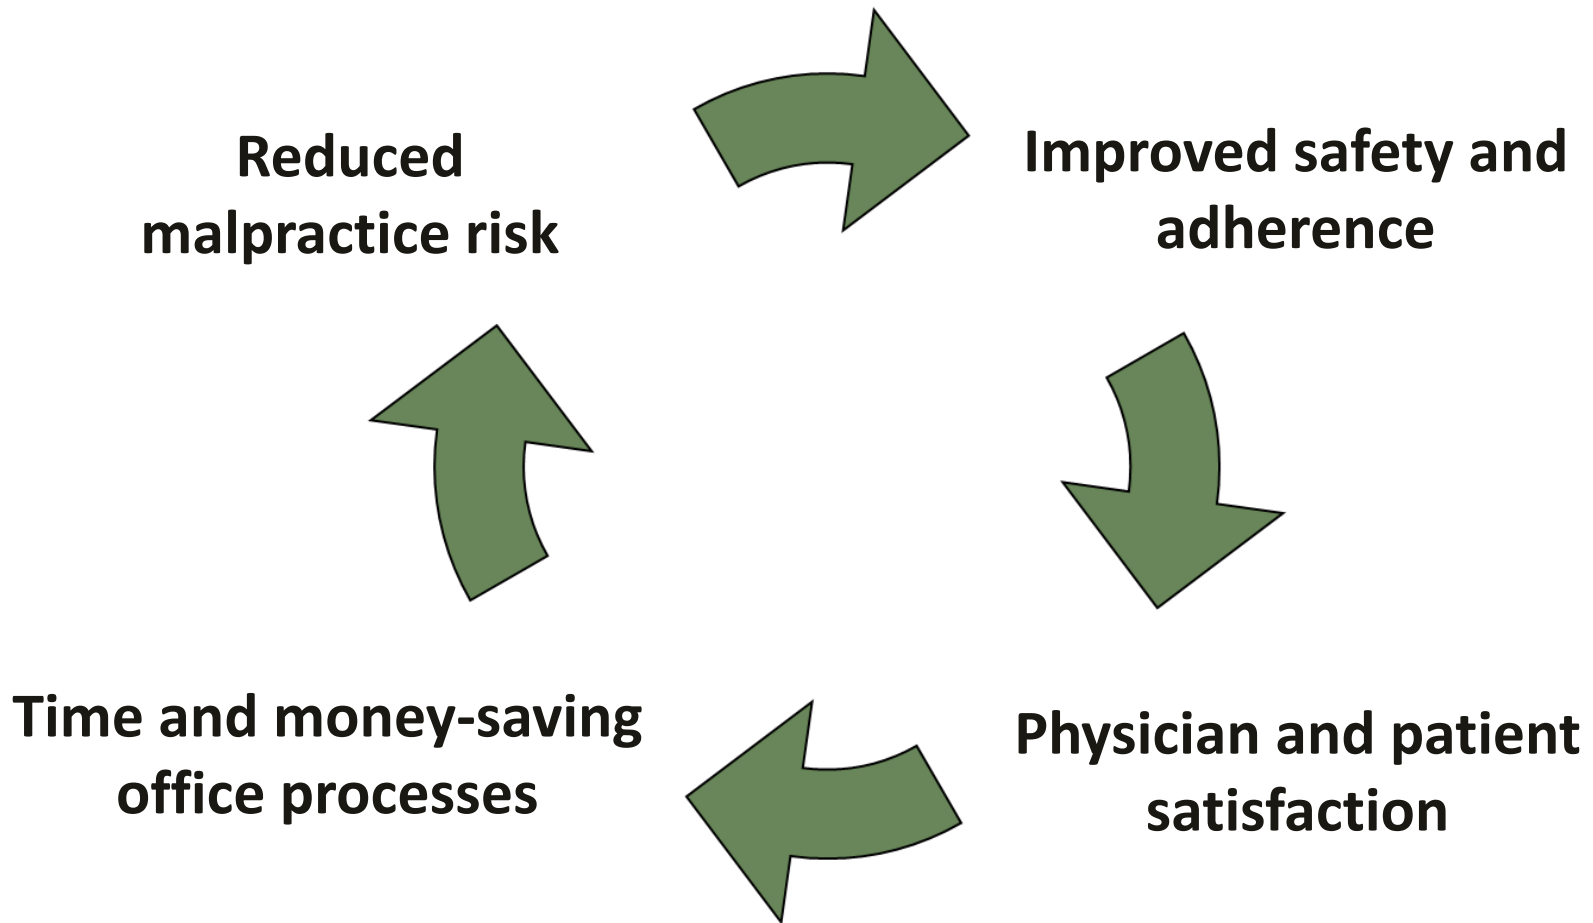 Reduced
malpractice risk
Improved safety and
adherence
Time and money-saving
office processes
Physician and patient
satisfaction